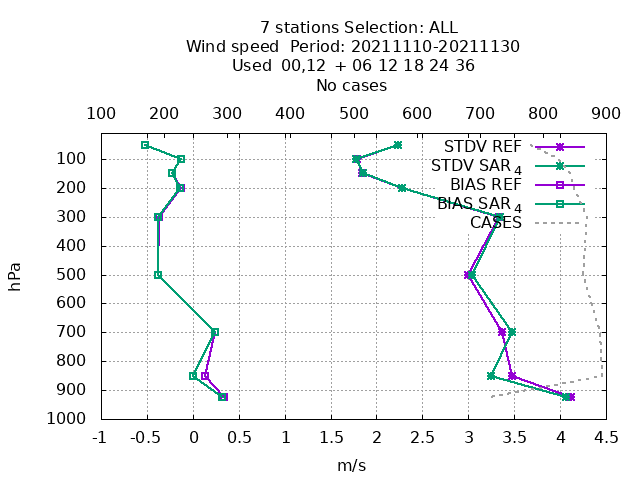 7 stations Selection: ALL
Wind speed  Period: 20211110-20211130
Used  00,12  + 06 12 18 24 36
No cases
100 200 300 400 500 600 700 800 900
STDV REF
STDV SAR4
BIAS REF
BIAS SAR4
CASES
100
200
300
400
500
600
700
800
900
1000
hPa
-1 -0.5 0 0.5 1 1.5 2 2.5 3 3.5 4 4.5
m/s